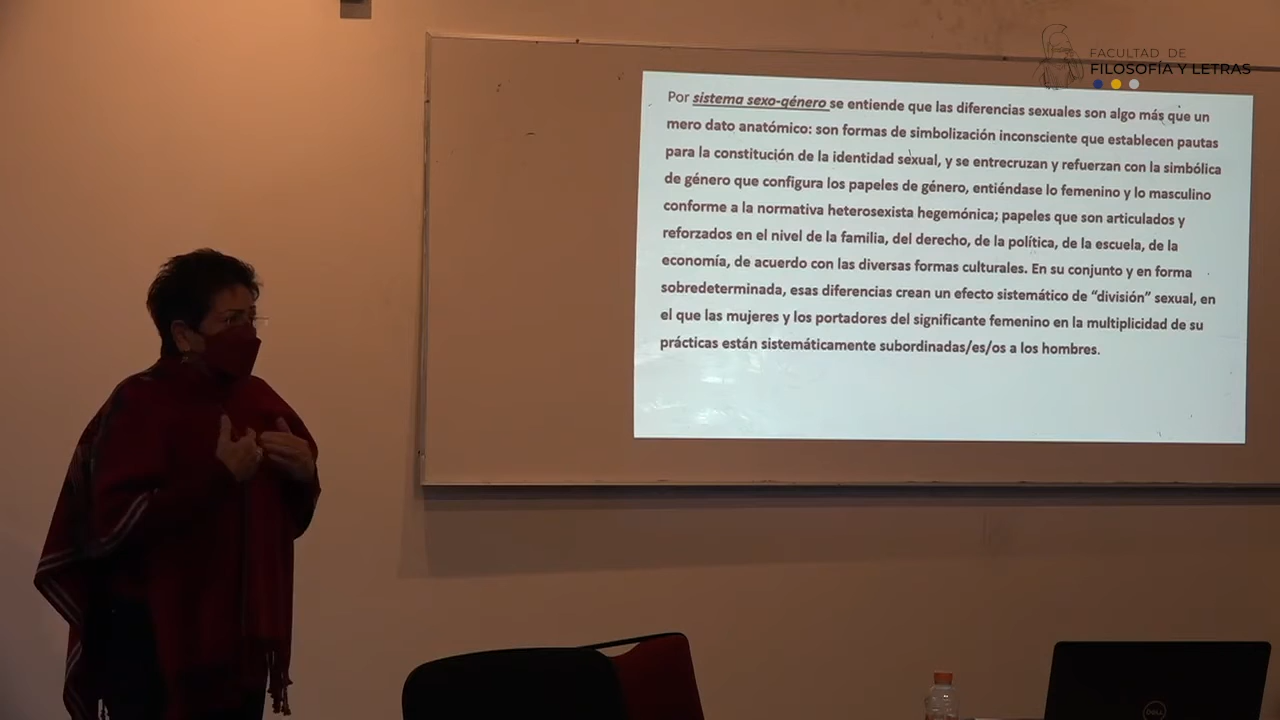 FACULTAD DE
FILOSOFÍA Y LETRAS
Por sistema sexo-género se entiende que las diferencias sexuales son algo más que un
mero dato anatómico: son formas de simbolización inconsciente que establecen pautas
para la constitución de la identidad sexual, y se entrecruzan y refuerzan con la simbólica
de género que configura los papeles de género, entiéndase lo femenino y lo masculino
conforme a la normativa heterosexista hegemónica; papeles que son articulados y
reforzados en el nivel de la familia, del derecho, de la política, de la escuela, de la
economía, de acuerdo con las diversas formas culturales. En su conjunto y en forma
sobredeterminada, esas diferencias crean un efecto sistemático de “división” sexual, en
el que las mujeres y los portadores del significante femenino en la multiplicidad de su
prácticas están sistemáticamente subordinadas/es/os a los hombres.
DELL